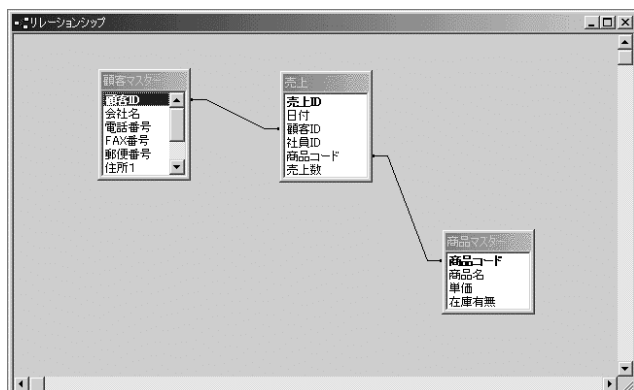 リレーションシップ
顧客マスター
顧客ID
会社名
電話番号
FAX番号
郵便番号
住所1
売上
売上ID
日付
顧客ID
社員ID
商品コード
売上数
商品マスター
商品コード
商品名
単価
在庫有無